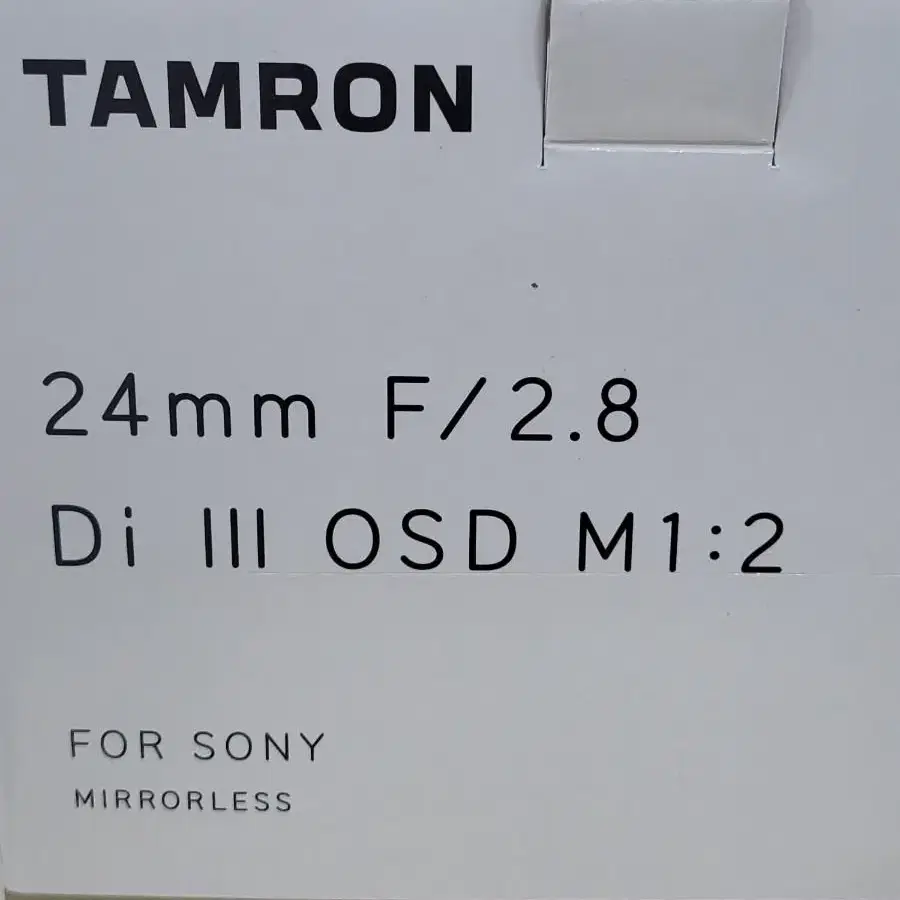 TAMRON
24mm F/2.8
Di III OSD M1:2
FOR SONY
MIRRORLESS